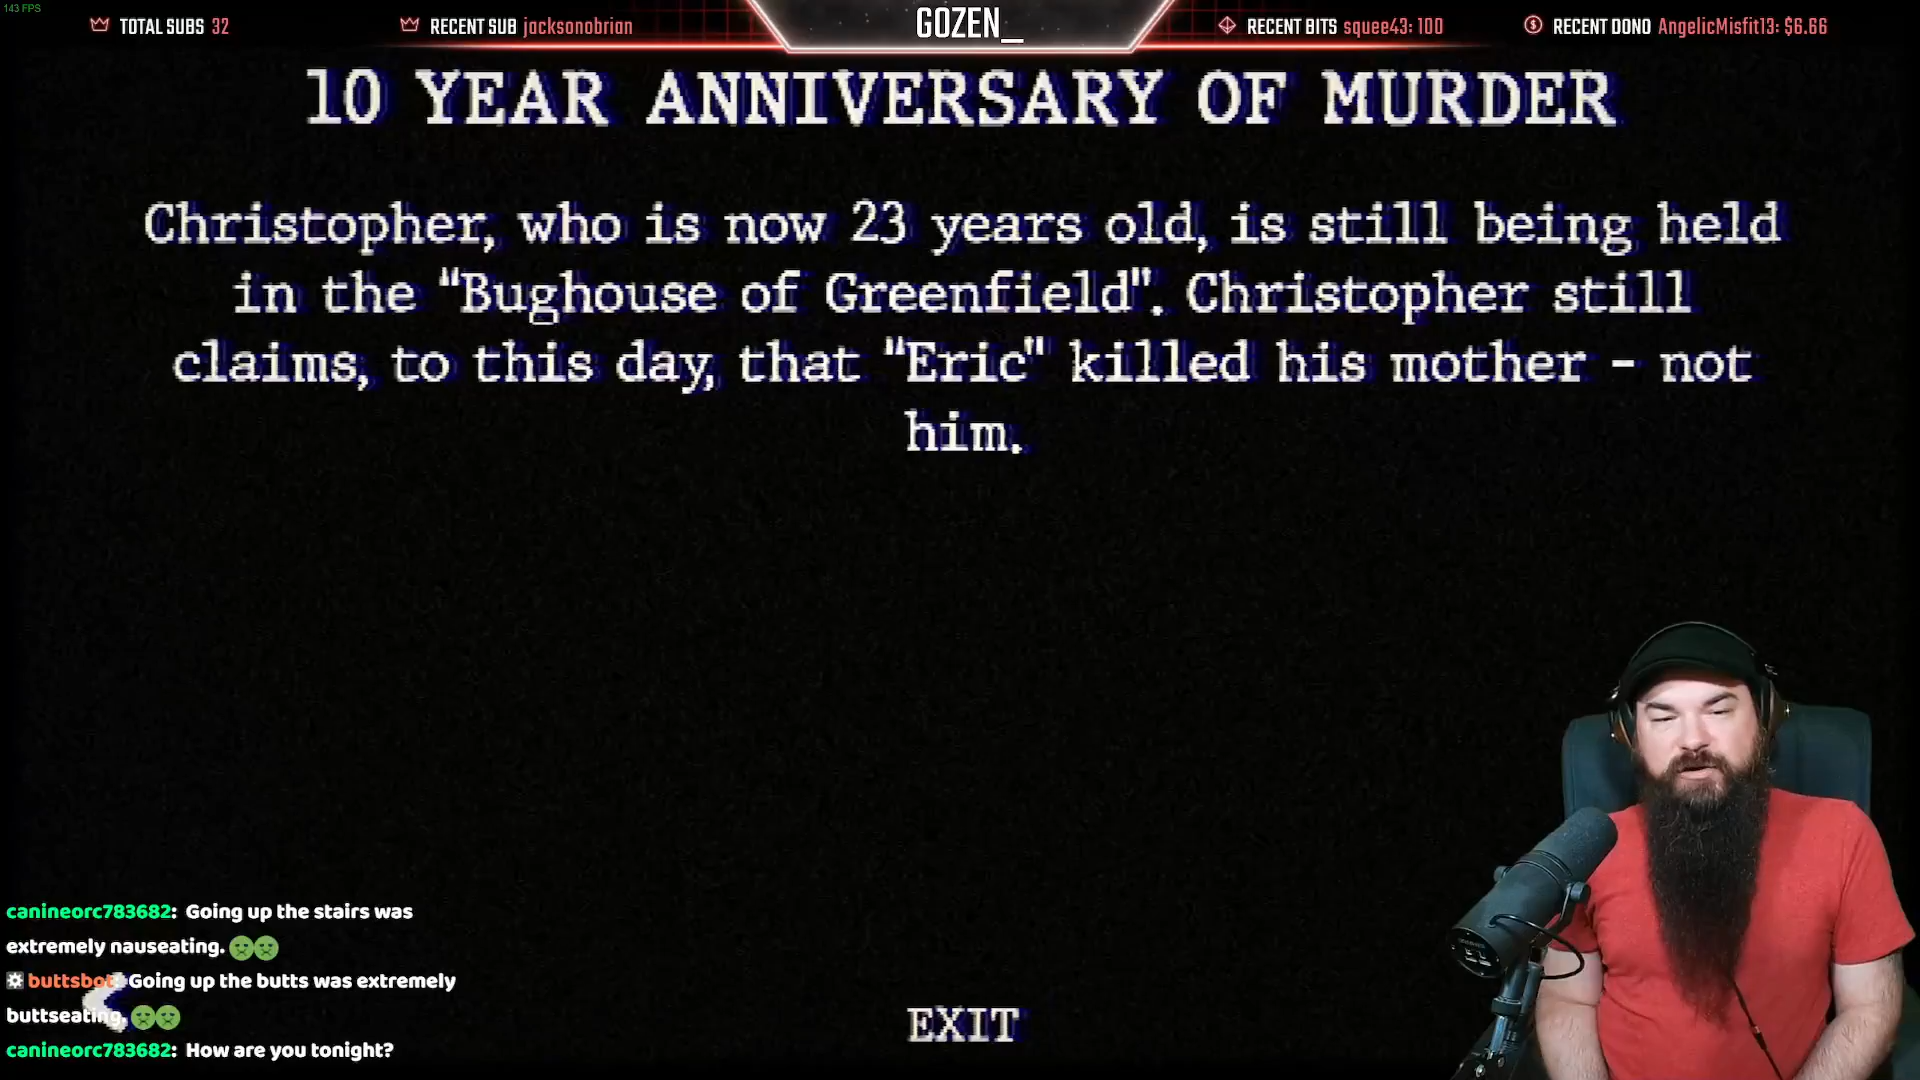 143 FPS
TOTAL SUBS 32
RECENT SUB jacksonobrian
GOZEN_
RECENT BITS squee43: 100
RECENT DONO AngelicMisfit13: $6.66
10 YEAR ANNIVERSARY OF MURDER
Christopher, who is now 23 years old, is still being held
in the "Bughouse of Greenfield". Christopher still
claims, to this day, that "Eric" killed his mother - not
him.
canineorc783682: Going up the stairs was
extremely nauseating.
buttsbot: Going up the butts was extremely
buttseating.
canineorc783682: How are you tonight?
EXIT